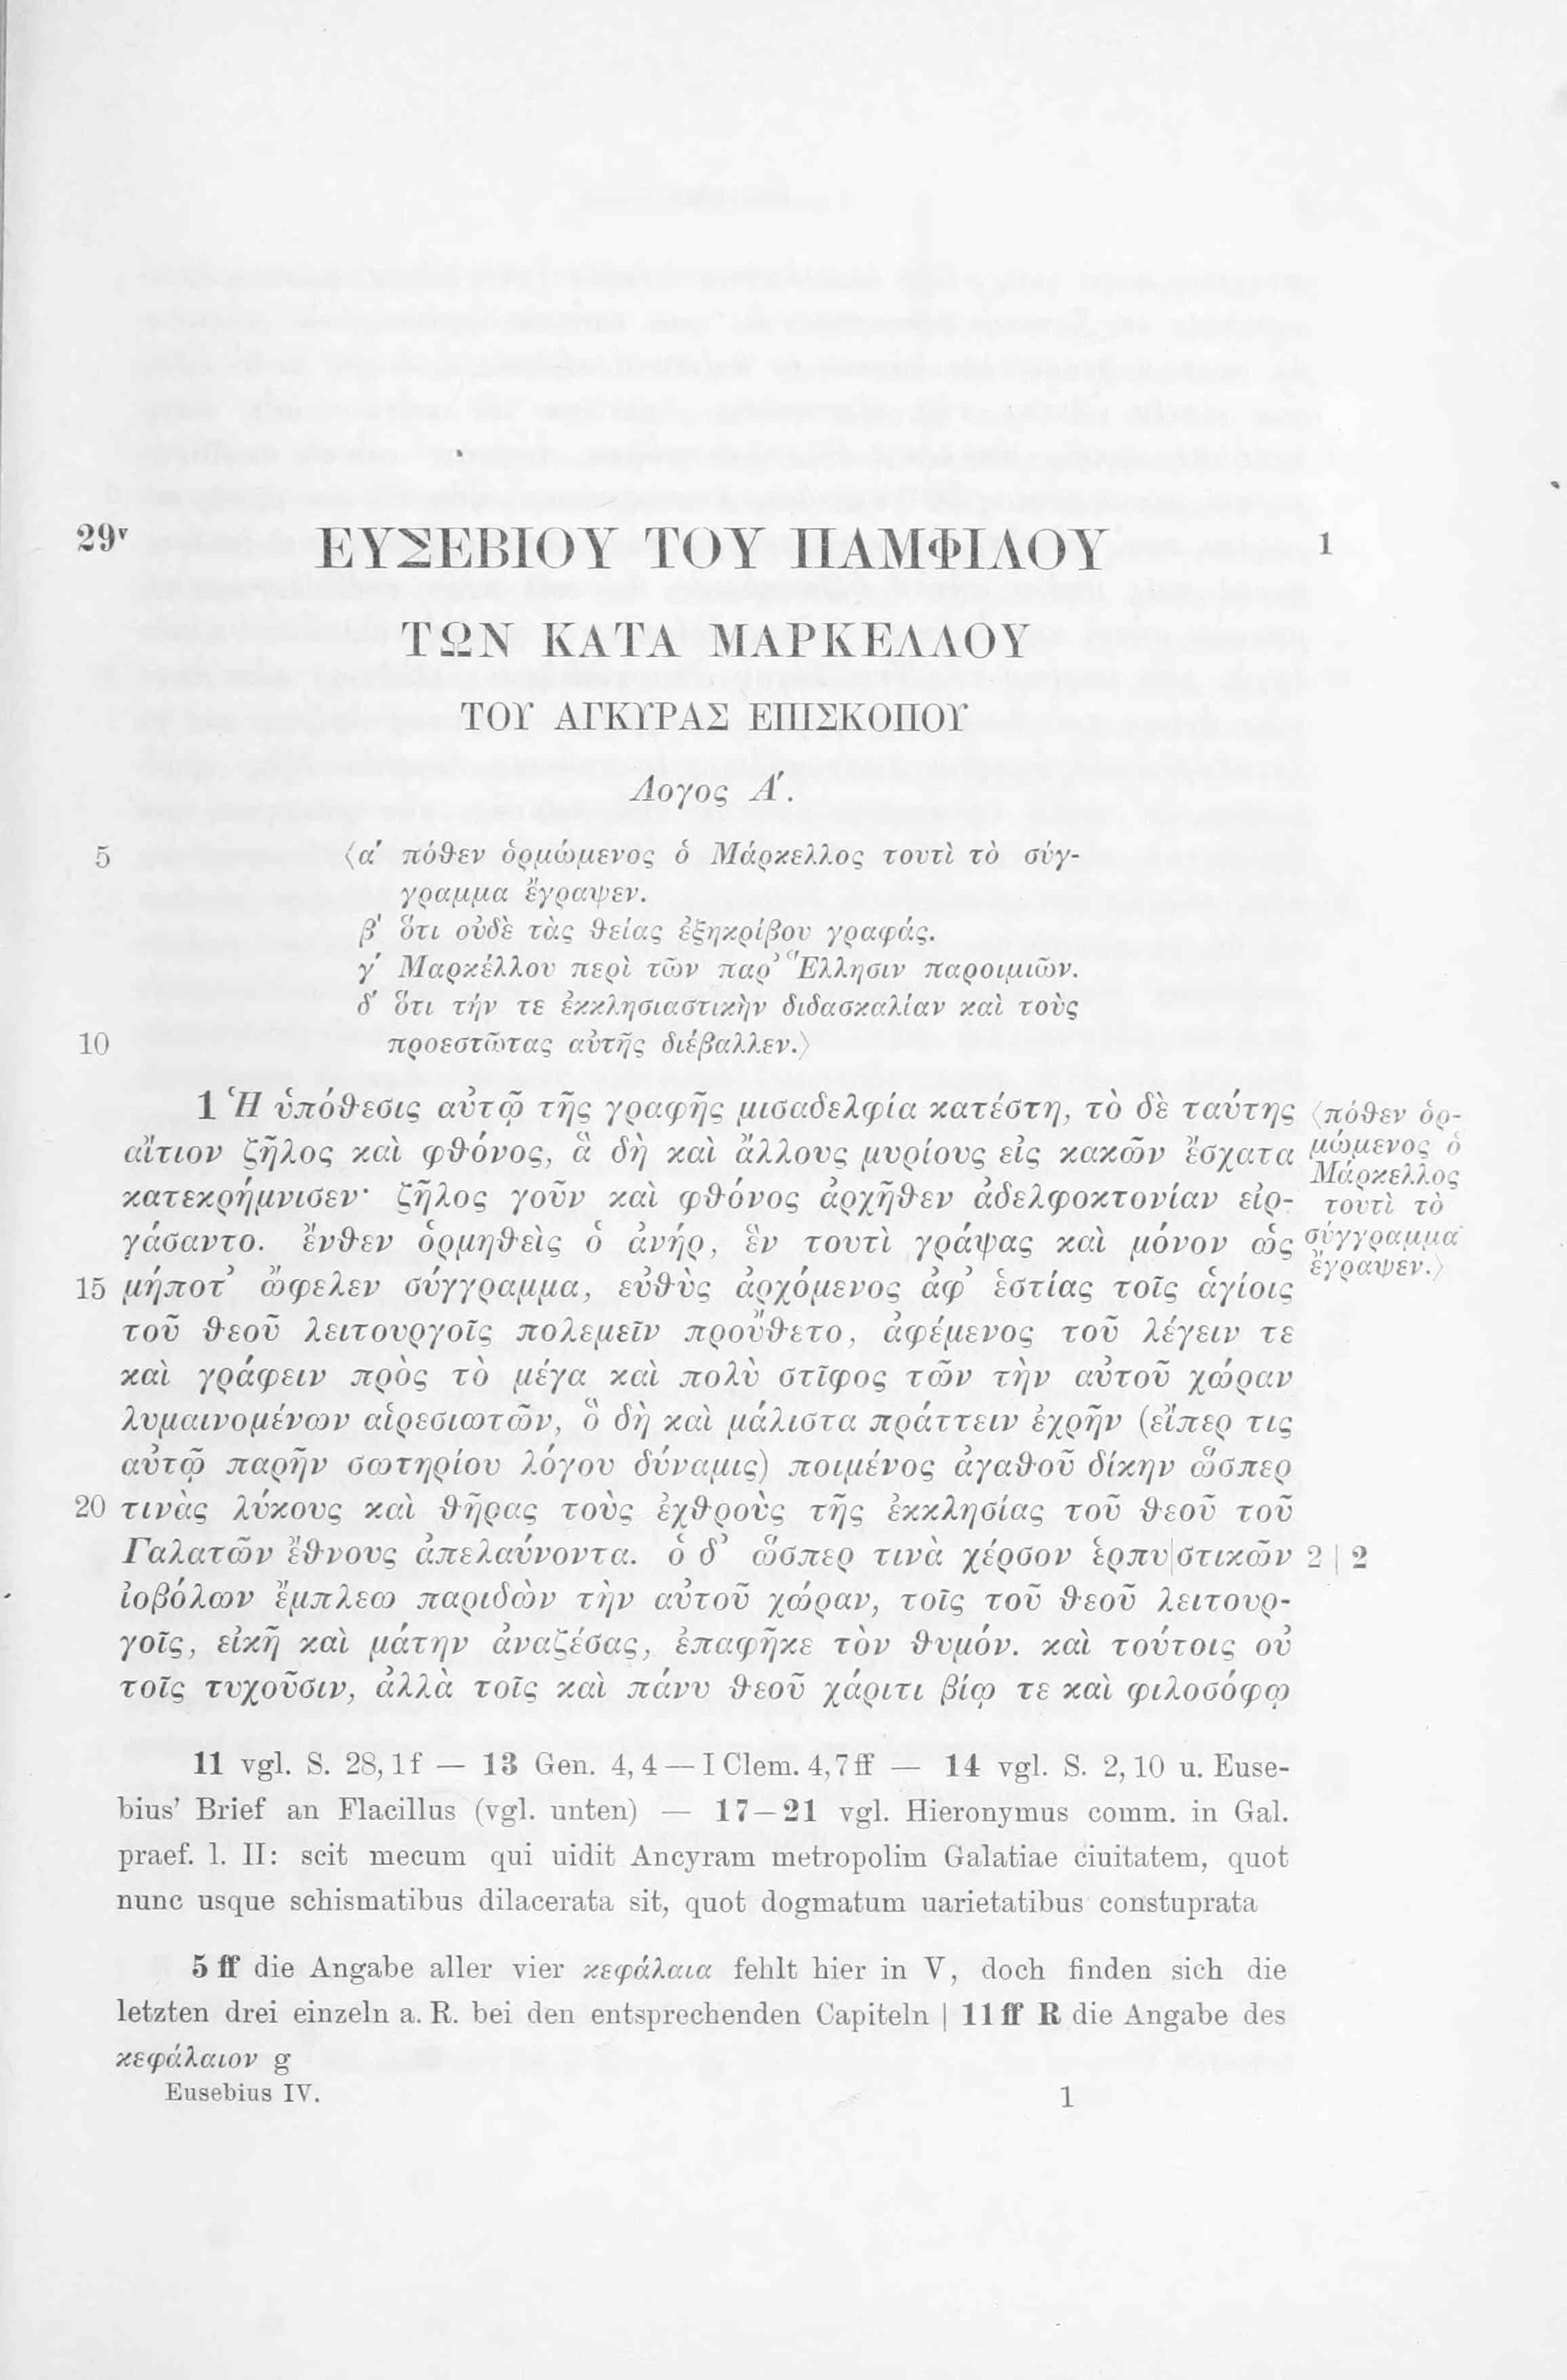 29ᵛ ΕΥΣΕΒΙΟΥ ΤΟΥ ΠΑΜΦΙΛΟΥ 1
ΤΩΝ ΚΑΤΑ ΜΑΡΚΕΛΛΟΥ
ΤΟΥ ΑΓΚΥΡΑΣ ΕΠΙΣΚΟΠΟΥ
Λογος Α′.
5 〈α′ πόθεν ὁρμώμενος ὁ Μάρκελλος τουτὶ τὸ σύγ-
γραμμα ἔγραψεν.
β′ ὅτι οὐδὲ τὰς θείας ἐξηκρίβου γραφάς.
γ′ Μαρκέλλου περὶ τῶν παρ’ Ἕλλησιν παροιμιῶν.
δ′ ὅτι τήν τε ἐκκλησιαστικὴν διδασκαλίαν καὶ τοὺς
10 προεστῶτας αὐτῆς διέβαλλεν.〉
1 Ἡ ὑπόθεσις αὐτῷ τῆς γραφῆς μισαδελφία κατέστη, τὸ δὲ ταύτης 〈πόθεν ὁρ-
αἴτιον ζῆλος καὶ φθόνος, ἃ δὴ καὶ ἄλλους μυρίους εἰς κακῶν ἔσχατα μώμενος ὁ
Μάρκελλος
κατεκρήμνισεν· ζῆλος γοῦν καὶ φθόνος ἀρχῆθεν ἀδελφοκτονίαν εἰρ- τουτὶ τὸ
γάσαντο. ἔνθεν ὁρμηθεὶς ὁ ἀνήρ, ἓν τουτὶ γράψας καὶ μόνον ὡς σύγγραμμα
ἔγραψεν.〉
15 μήποτ’ ὤφελεν σύγγραμμα, εὐθὺς ἀρχόμενος ἀφ’ ἑστίας τοῖς ἁγίοις
τοῦ θεοῦ λειτουργοῖς πολεμεῖν προὔθετο, ἀφέμενος τοῦ λέγειν τε
καὶ γράφειν πρὸς τὸ μέγα καὶ πολὺ στῖφος τῶν τὴν αὐτοῦ χώραν
λυμαινομένων αἱρεσιωτῶν, ὃ δὴ καὶ μάλιστα πράττειν ἐχρῆν (εἴπερ τις
αὐτῷ παρῆν σωτηρίου λόγου δύναμις) ποιμένος ἀγαθοῦ δίκην ὥσπερ
20 τινὰς λύκους καὶ θῆρας τοὺς ἐχθροὺς τῆς ἐκκλησίας τοῦ θεοῦ τοῦ
Γαλατῶν ἔθνους ἀπελαύνοντα. ὁ δ’ ὥσπερ τινὰ χέρσον ἑρπυ|στικῶν 2 | 2
ἰοβόλων ἔμπλεω παριδὼν τὴν αὐτοῦ χώραν, τοῖς τοῦ θεοῦ λειτουρ-
γοῖς, εἰκῆ καὶ μάτην ἀναζέσας, ἐπαφῆκε τὸν θυμόν. καὶ τούτοις οὐ
τοῖς τυχοῦσιν, ἀλλὰ τοῖς καὶ πάνυ θεοῦ χάριτι βίῳ τε καὶ φιλοσόφῳ
11 vgl. S. 28, 1 f — 13 Gen. 4, 4 — I Clem. 4, 7 ff — 14 vgl. S. 2, 10 u. Euse-
bius’ Brief an Flacillus (vgl. unten) — 17—21 vgl. Hieronymus comm. in Gal.
praef. l. II: scit mecum qui uidit Ancyram metropolim Galatiae ciuitatem, quot
nunc usque schismatibus dilacerata sit, quot dogmatum uarietatibus constuprata
5 ff die Angabe aller vier κεφάλαια fehlt hier in V, doch finden sich die
letzten drei einzeln a. R. bei den entsprechenden Capiteln | 11 ff R die Angabe des
κεφάλαιον g
Eusebius IV. 1